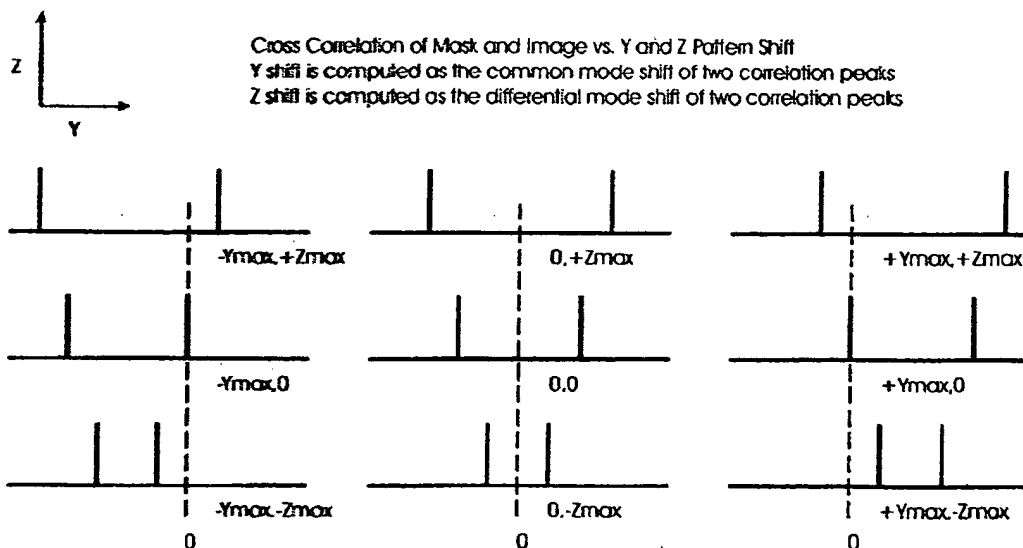 Z
Y
Cross Correlation of Mask and Image vs. Y and Z Pattern Shift
Y shift is computed as the common mode shift of two correlation peaks
Z shift is computed as the differential mode shift of two correlation peaks
-Ymax,+Zmax
0,+Zmax
+Ymax,+Zmax
-Ymax,0
0,0
+Ymax,0
-Ymax,-Zmax
0,-Zmax
+Ymax,-Zmax
0
0
0